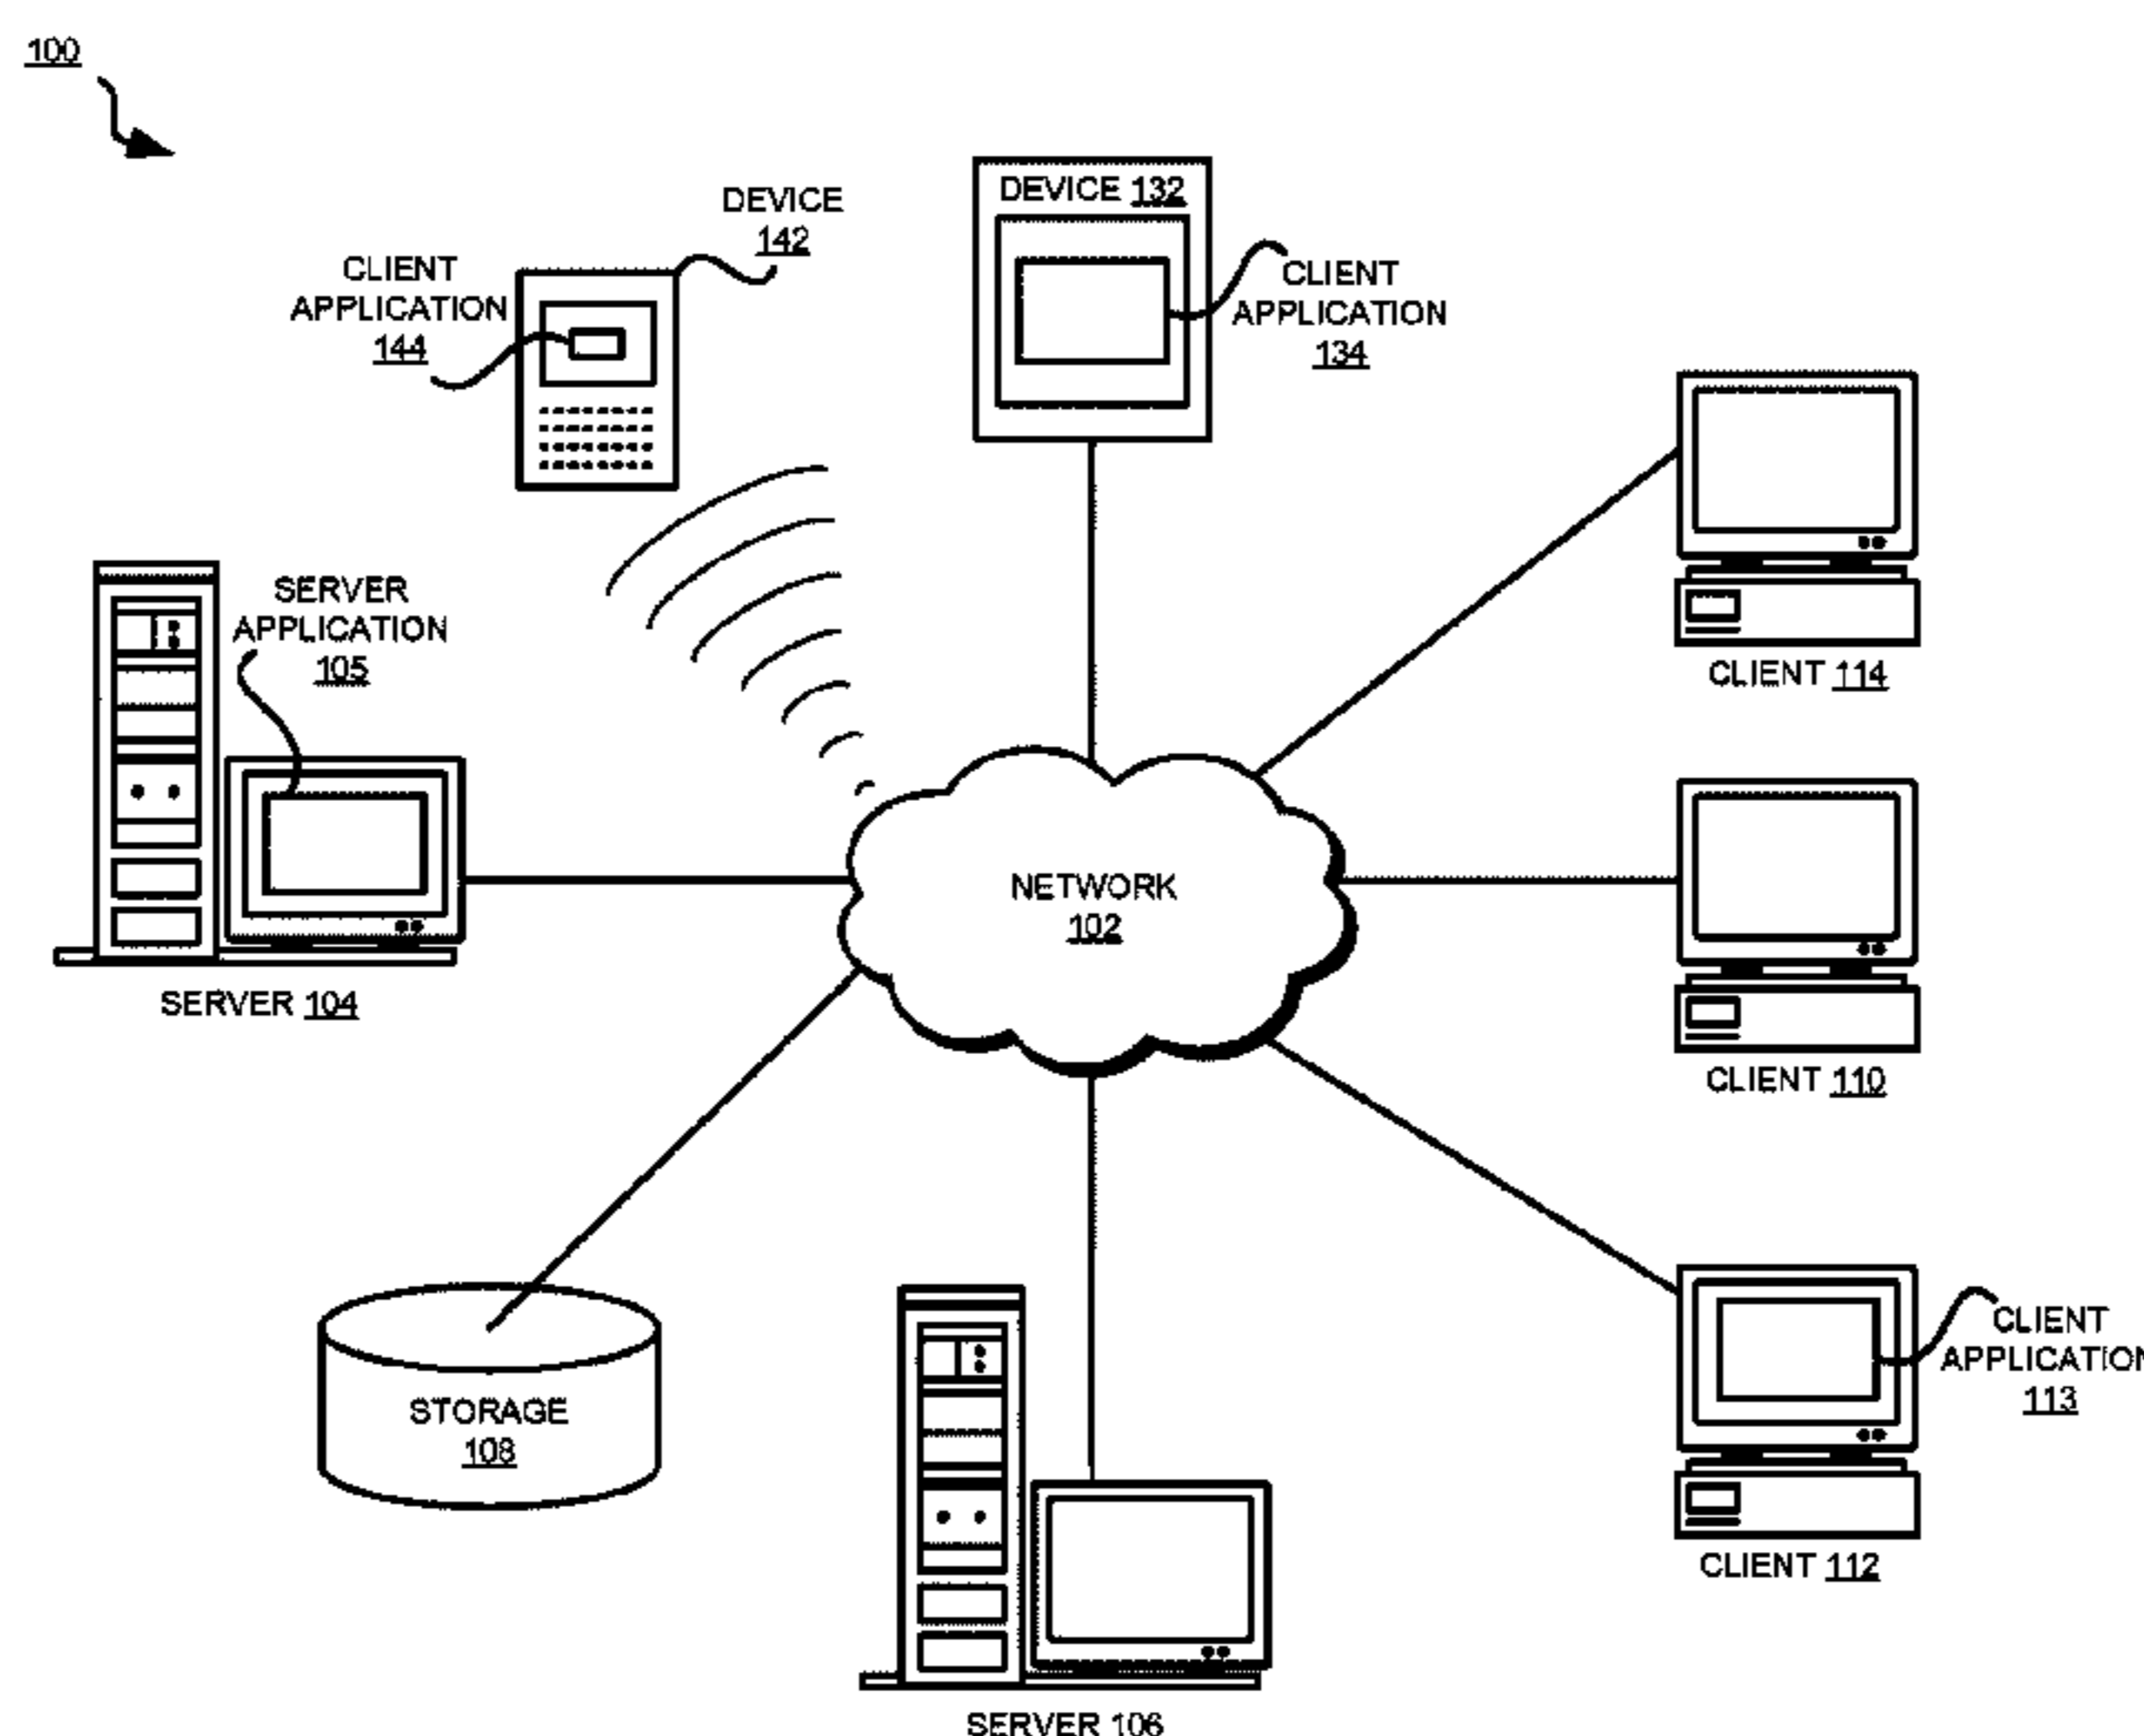 100
DEVICE
142
CLIENT
APPLICATION
144
DEVICE 132
CLIENT
APPLICATION
134
SERVER
APPLICATION
105
CLIENT 114
NETWORK
102
SERVER 104
CLIENT 110
STORAGE
108
CLIENT
APPLICATION
113
CLIENT 112
SERVER 106